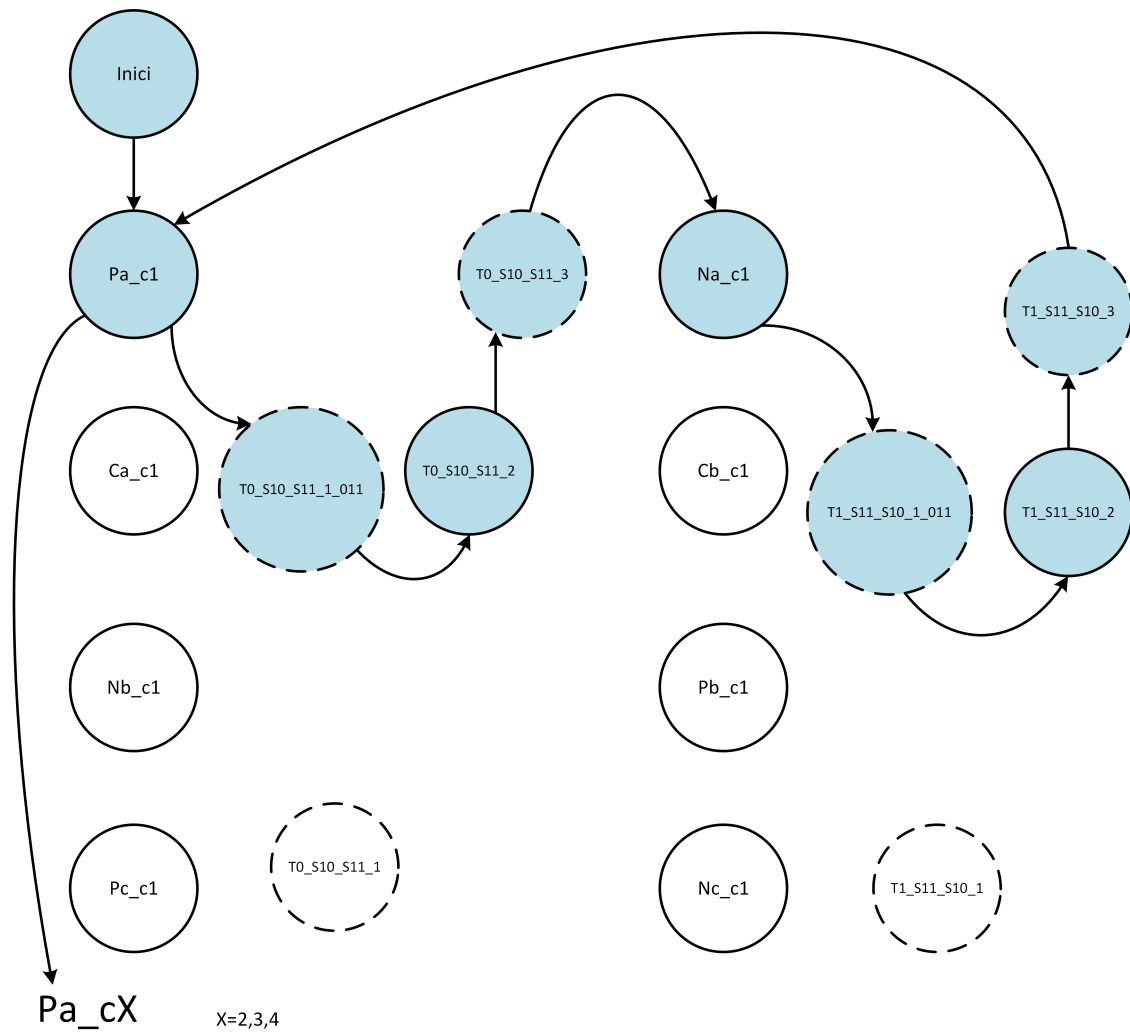 Inici
Pa_c1
T0_S10_S11_3
Na_c1
T1_S11_S10_3
Ca_c1
T0_S10_S11_1_011
T0_S10_S11_2
Cb_c1
T1_S11_S10_1_011
T1_S11_S10_2
Nb_c1
Pb_c1
Pc_c1
T0_S10_S11_1
Nc_c1
T1_S11_S10_1
Pa_cX
X=2,3,4